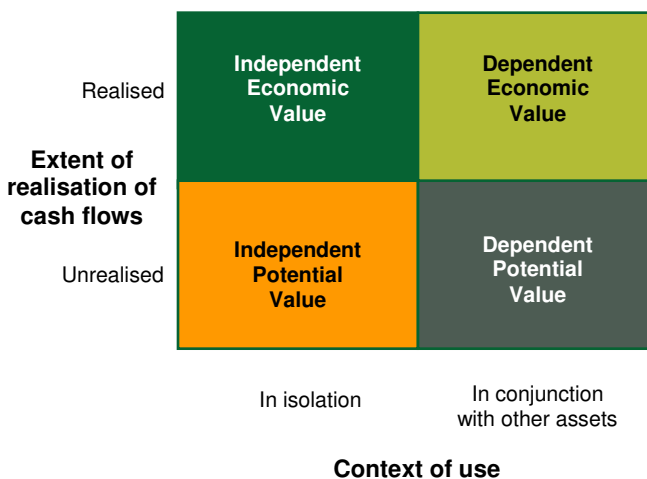 Independent
Economic
Value
Dependent
Economic
Value
Realised
Extent of
realisation of
cash flows
Independent
Potential
Value
Dependent
Potential
Value
Unrealised
In isolation
In conjunction
with other assets
Context of use